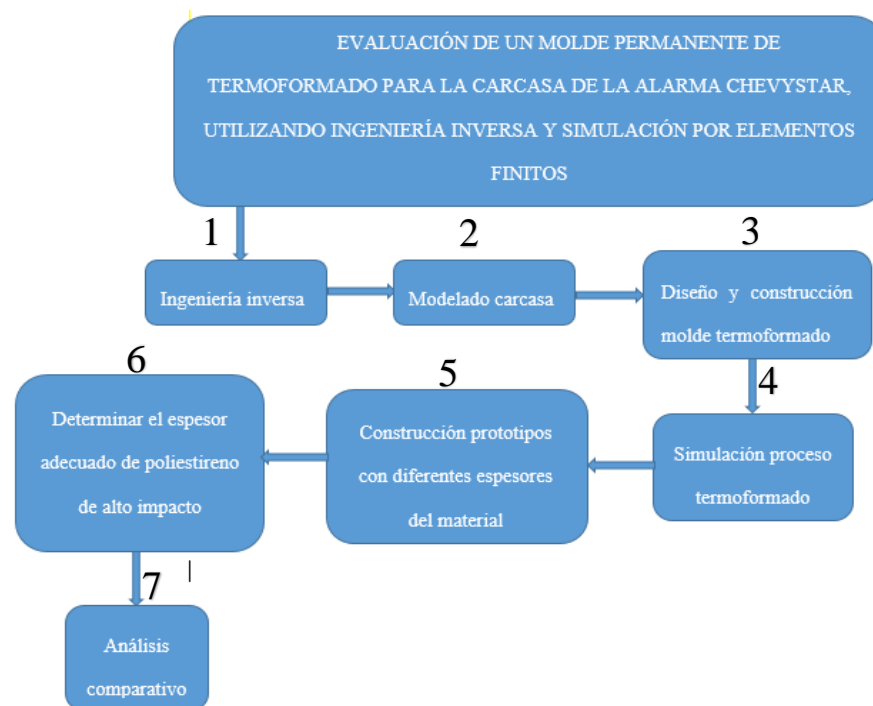 EVALUACIÓN DE UN MOLDE PERMANENTE DE
TERMOFORMADO PARA LA CARCASA DE LA ALARMA CHEVYSTAR,
UTILIZANDO INGENIERÍA INVERSA Y SIMULACIÓN POR ELEMENTOS
FINITOS
1
Ingeniería inversa
2
Modelado carcasa
3
Diseño y construcción
molde termoformado
4
Simulación proceso
termoformado
5
Construcción prototipos
con diferentes espesores
del material
6
Determinar el espesor
adecuado de poliestireno
de alto impacto
7
Análisis
comparativo